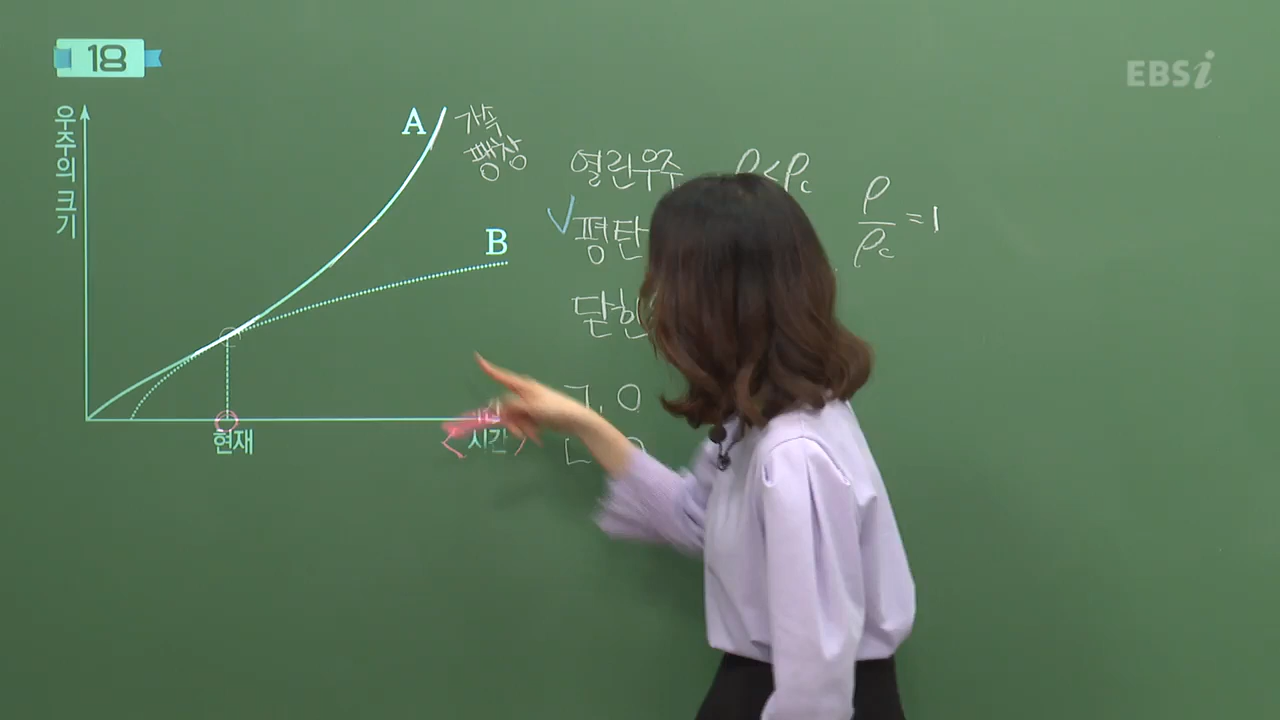 18
EBSi
우주의 크기
A
가속
팽창
B
현재
시간
열린우주 ρ<ρc
평탄
닫힌
ρ/ρc = 1
ㄱ. O
ㄴ